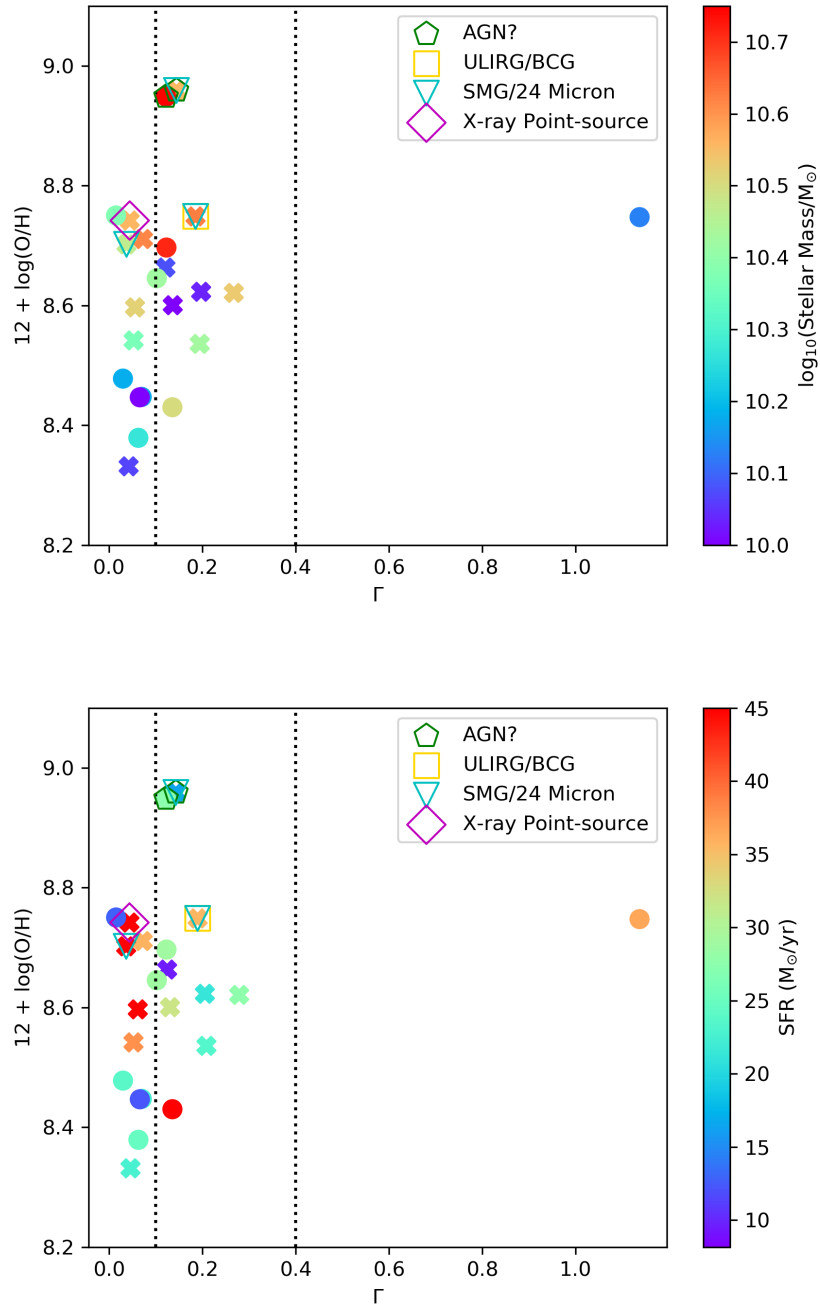 AGN?
ULIRG/BCG
SMG/24 Micron
X-ray Point-source
9.0
8.8
8.6
8.4
8.2
12 + log(O/H)
0.0 0.2 0.4 0.6 0.8 1.0
Γ
10.7
10.6
10.5
10.4
10.3
10.2
10.1
10.0
log₁₀(Stellar Mass/M⊙)
AGN?
ULIRG/BCG
SMG/24 Micron
X-ray Point-source
9.0
8.8
8.6
8.4
8.2
12 + log(O/H)
0.0 0.2 0.4 0.6 0.8 1.0
Γ
45
40
35
30
25
20
15
10
SFR (M⊙/yr)